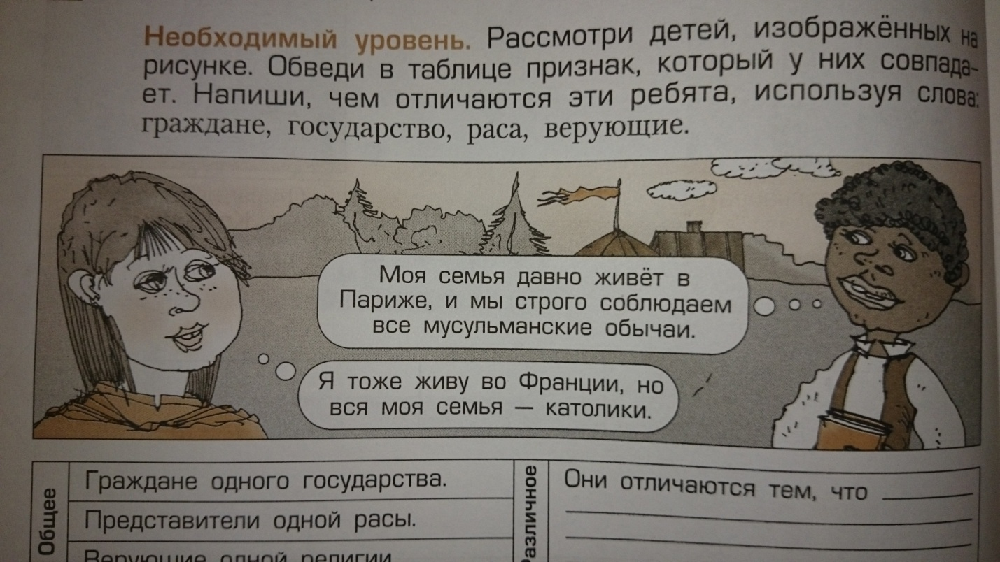 Необходимый уровень. Рассмотри детей, изображённых на
рисунке. Обведи в таблице признак, который у них совпада-
ет. Напиши, чем отличаются эти ребята, используя слова:
граждане, государство, раса, верующие.
Моя семья давно живёт в
Париже, и мы строго соблюдаем
все мусульманские обычаи.
Я тоже живу во Франции, но
вся моя семья — католики.
Общее
Граждане одного государства.
Представители одной расы.
Верующие одной религии
Различное
Они отличаются тем, что